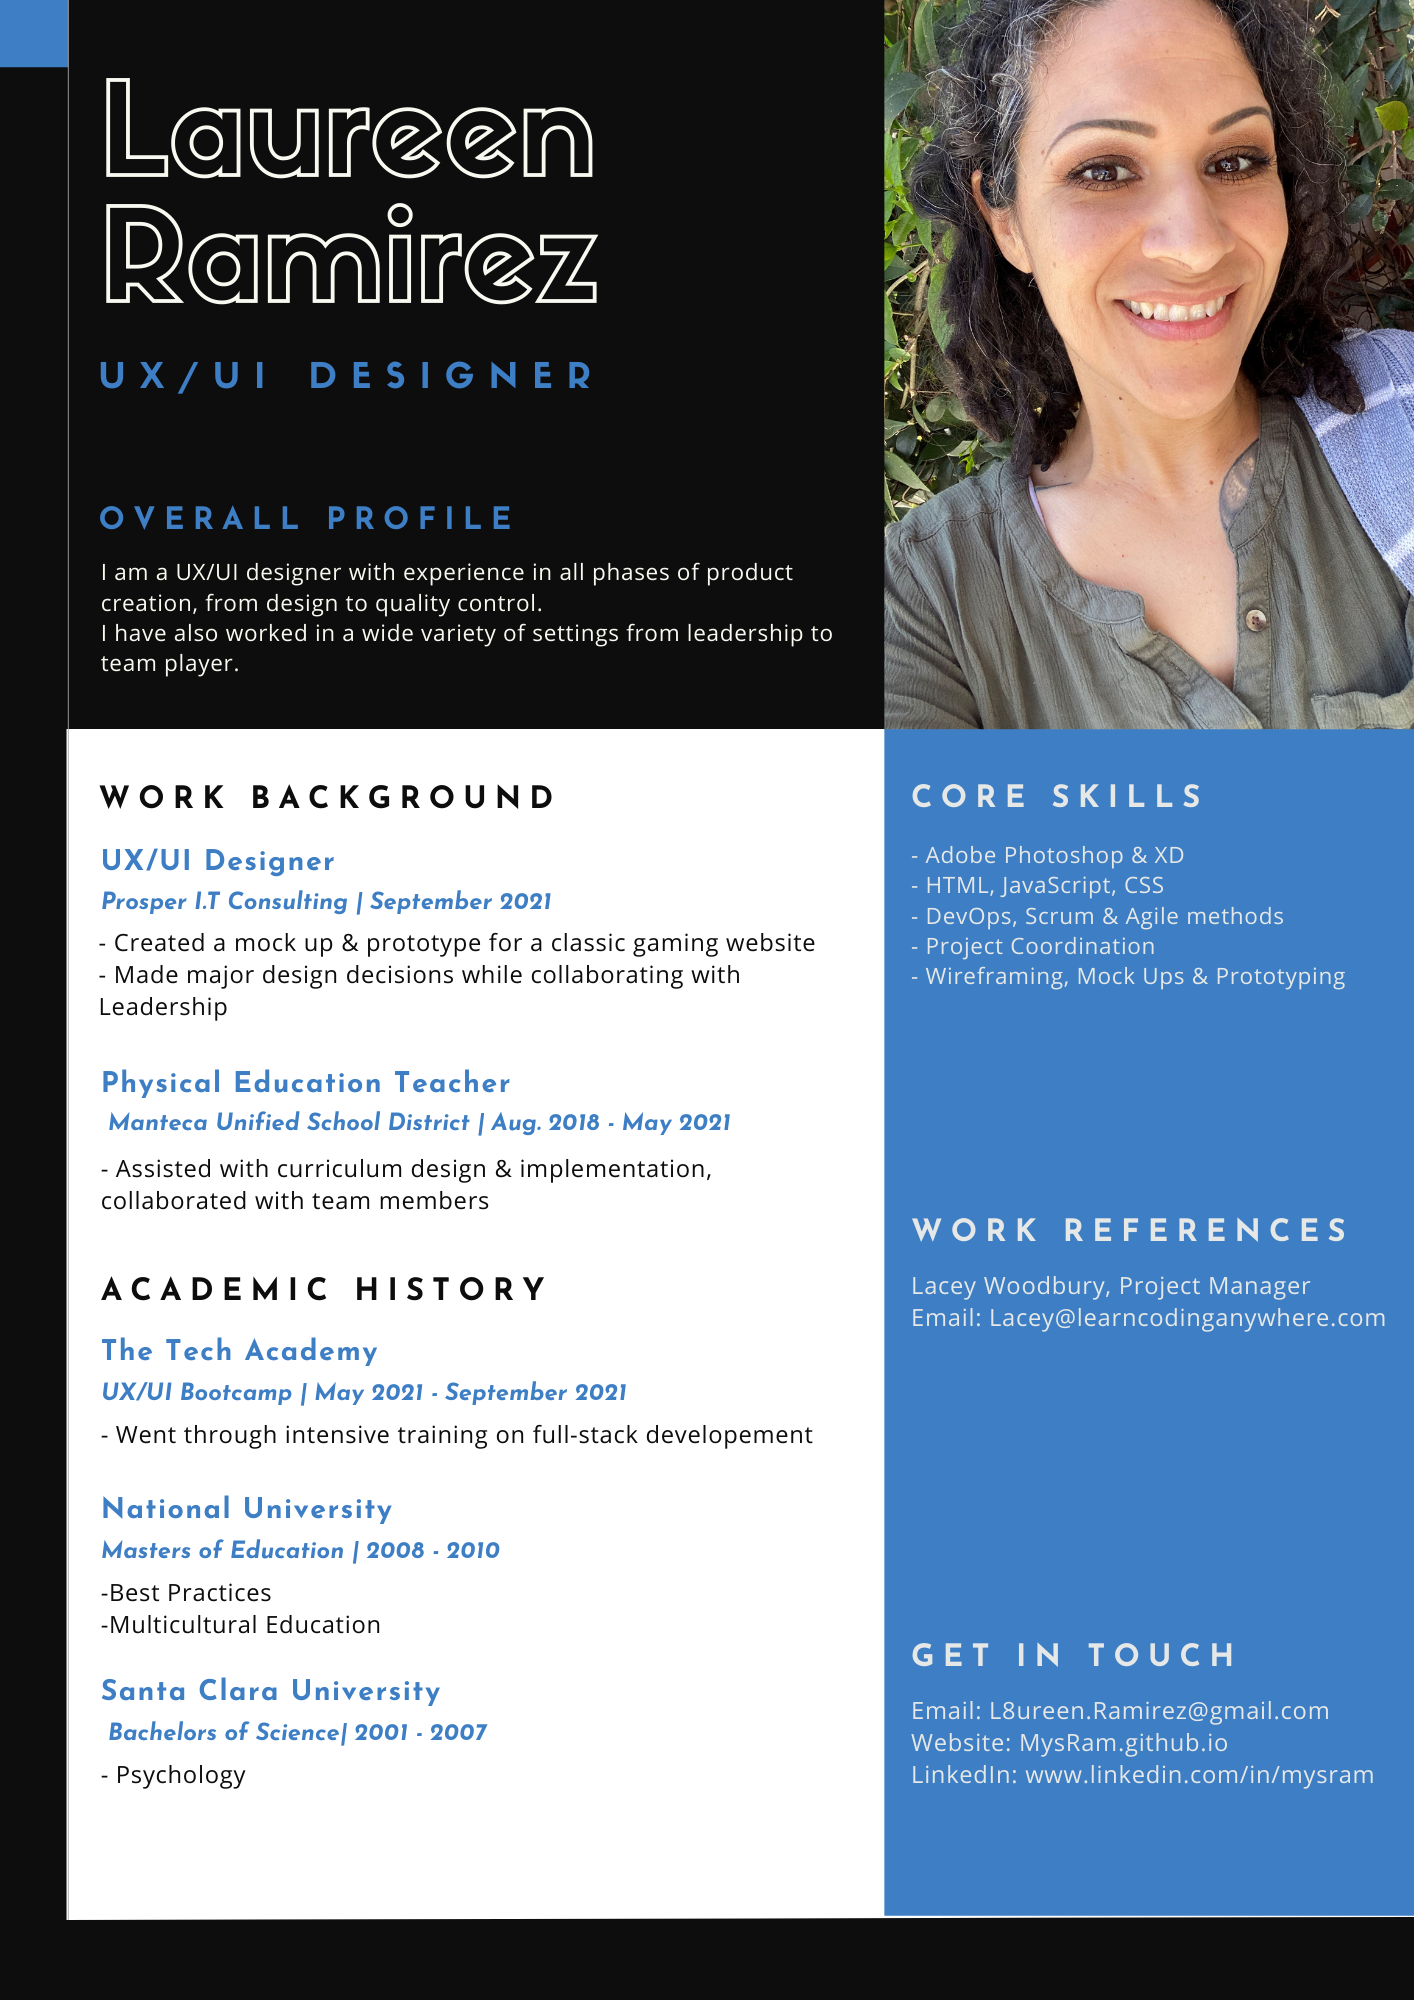 Laureen
Ramirez
UX/UI DESIGNER
OVERALL PROFILE
I am a UX/UI designer with experience in all phases of product
creation, from design to quality control.
I have also worked in a wide variety of settings from leadership to
team player.
WORK BACKGROUND
UX/UI Designer
Prosper I.T Consulting | September 2021
- Created a mock up & prototype for a classic gaming website
- Made major design decisions while collaborating with
Leadership
Physical Education Teacher
Manteca Unified School District | Aug. 2018 - May 2021
- Assisted with curriculum design & implementation,
collaborated with team members
ACADEMIC HISTORY
The Tech Academy
UX/UI Bootcamp | May 2021 - September 2021
- Went through intensive training on full-stack developement
National University
Masters of Education | 2008 - 2010
-Best Practices
-Multicultural Education
Santa Clara University
Bachelors of Science| 2001 - 2007
- Psychology
CORE SKILLS
- Adobe Photoshop & XD
- HTML, JavaScript, CSS
- DevOps, Scrum & Agile methods
- Project Coordination
- Wireframing, Mock Ups & Prototyping
WORK REFERENCES
Lacey Woodbury, Project Manager
Email: Lacey@learncodinganywhere.com
GET IN TOUCH
Email: L8ureen.Ramirez@gmail.com
Website: MysRam.github.io
LinkedIn: www.linkedin.com/in/mysram